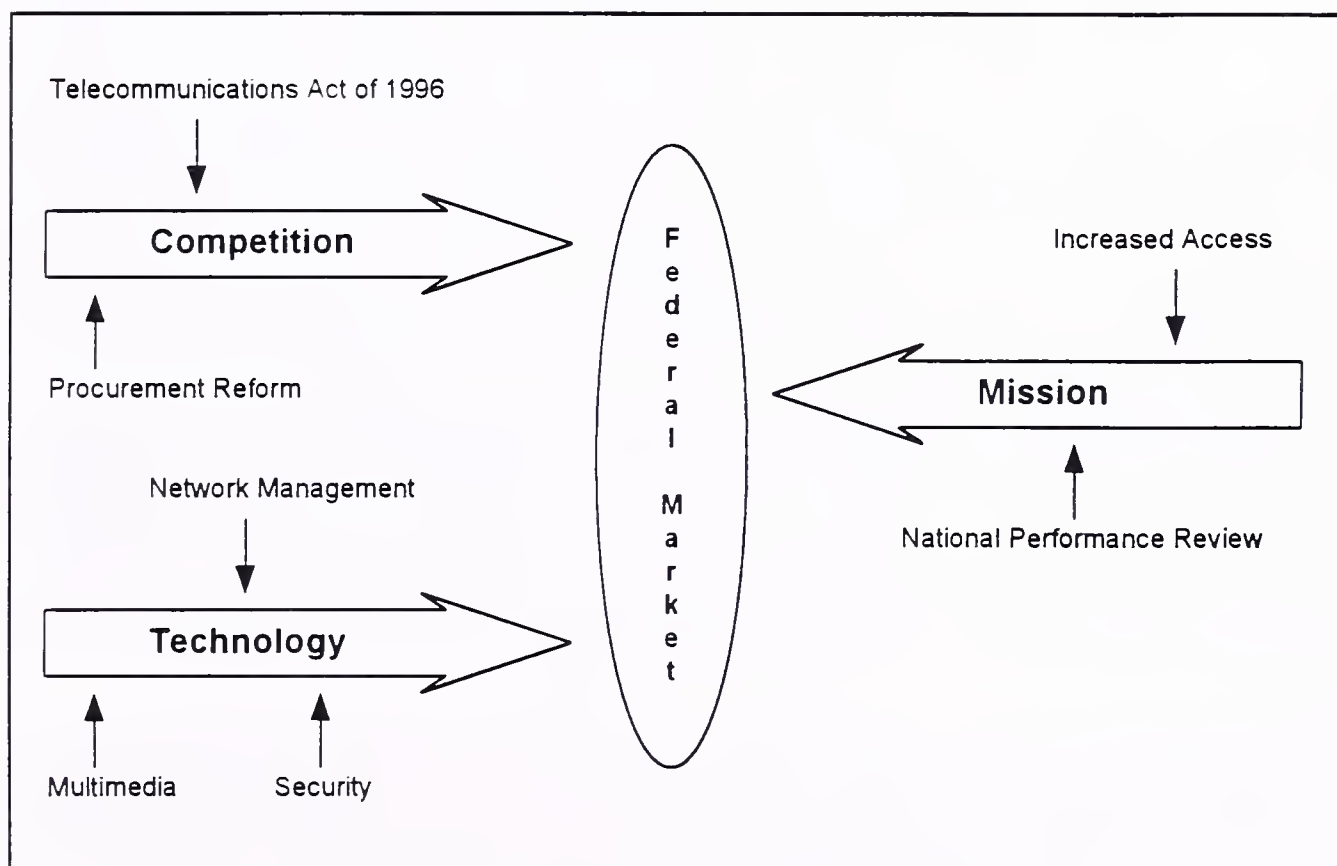 Telecommunications Act of 1996
Competition
Procurement Reform
Network Management
Technology
Multimedia
Security
Federal Market
Increased Access
Mission
National Performance Review